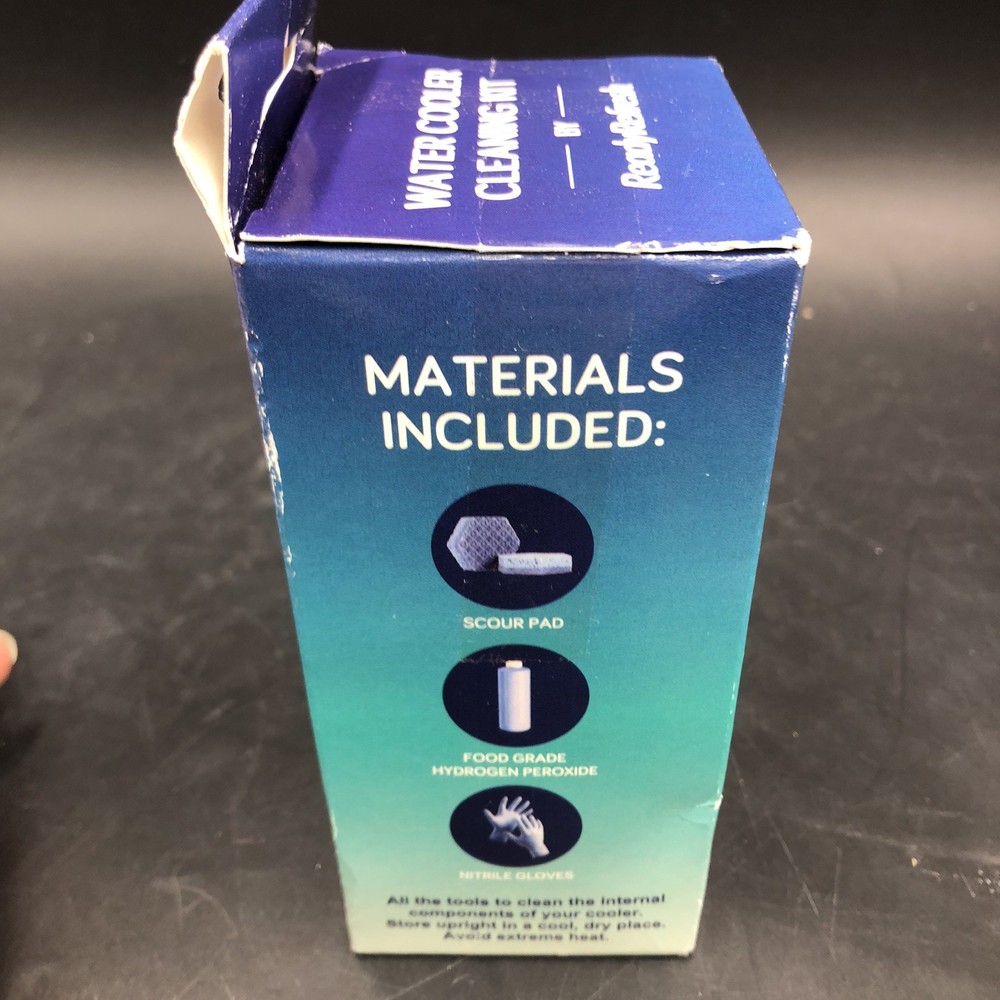 WATER COOLER
CLEANING KIT
BY
ReadyRefresh
MATERIALS
INCLUDED:
SCOUR PAD
FOOD GRADE
HYDROGEN PEROXIDE
NITRILE GLOVES
All the tools to clean the internal
components of your cooler.
Store upright in a cool, dry place.
Avoid extreme heat.